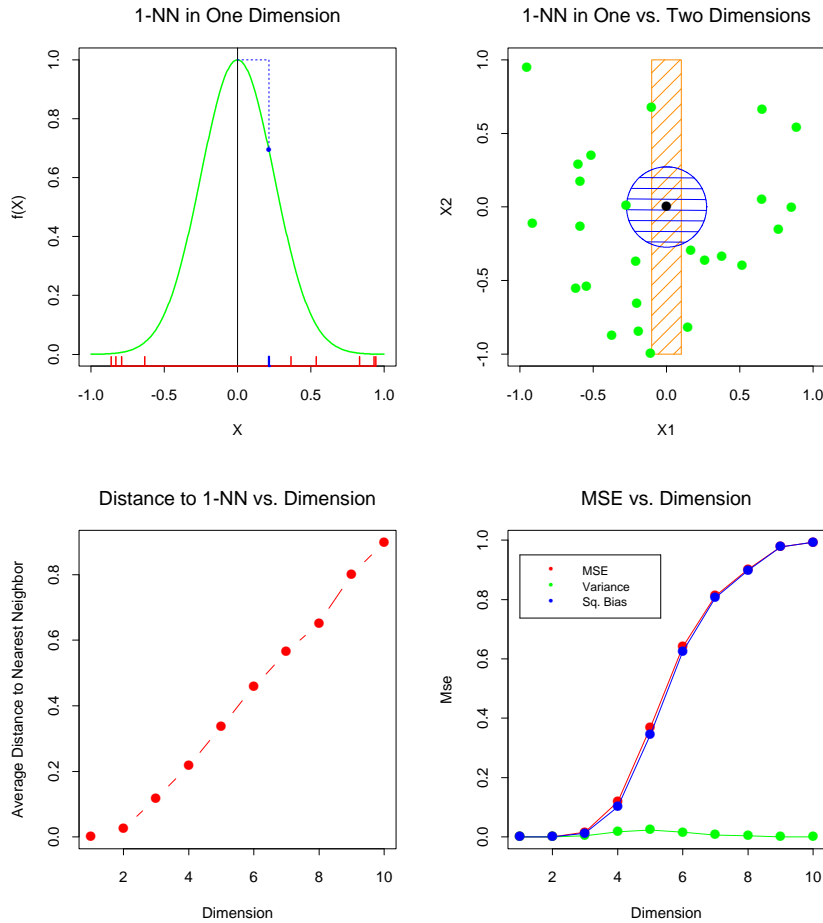 1-NN in One Dimension
f(X)
0.0
0.2
0.4
0.6
0.8
1.0
-1.0
-0.5
0.0
0.5
1.0
X
1-NN in One vs. Two Dimensions
X2
-1.0
-0.5
0.0
0.5
1.0
-1.0
-0.5
0.0
0.5
1.0
X1
Distance to 1-NN vs. Dimension
Average Distance to Nearest Neighbor
0.0
0.2
0.4
0.6
0.8
2
4
6
8
10
Dimension
MSE vs. Dimension
Mse
0.0
0.2
0.4
0.6
0.8
1.0
MSE
Variance
Sq. Bias
2
4
6
8
10
Dimension